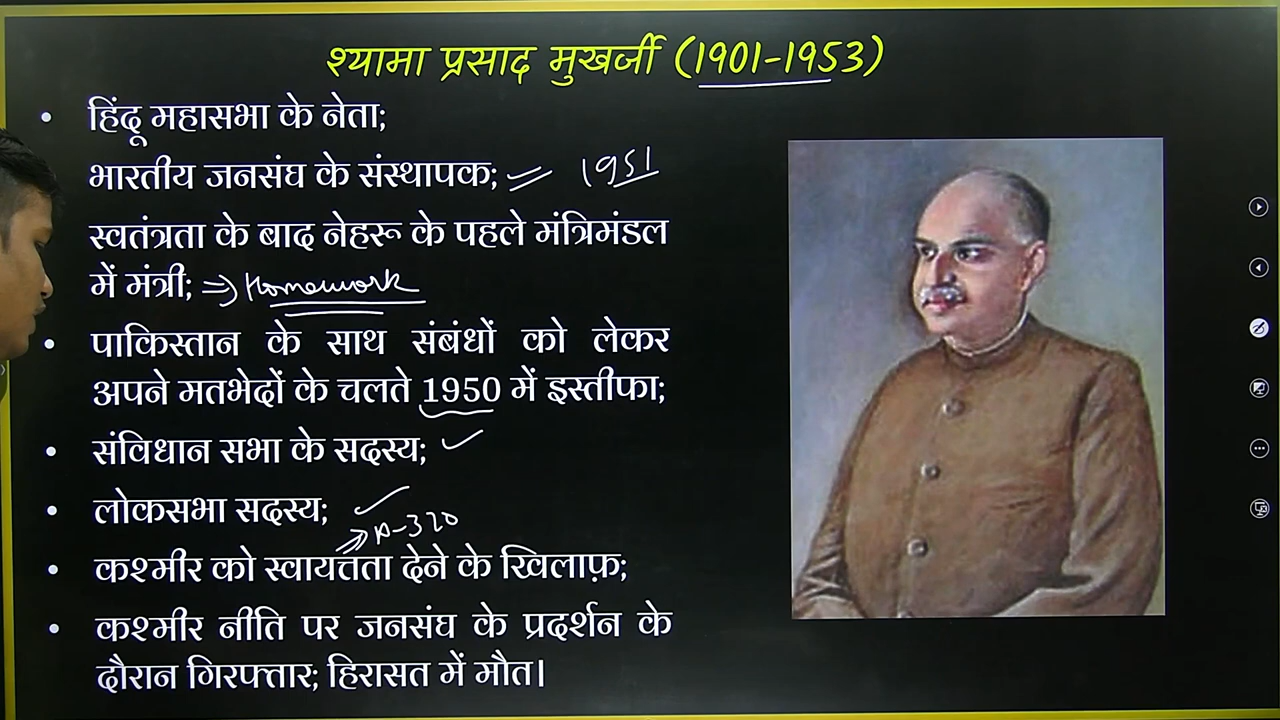 श्यामा प्रसाद मुखर्जी (1901-1953)
• हिंदू महासभा के नेता;
भारतीय जनसंघ के संस्थापक; 1951
स्वतंत्रता के बाद नेहरू के पहले मंत्रिमंडल
में मंत्री; ⇒ Homework
• पाकिस्तान के साथ संबंधों को लेकर
अपने मतभेदों के चलते 1950 में इस्तीफा;
• संविधान सभा के सदस्य; ✓
• लोकसभा सदस्य; ✓
A-320
• कश्मीर को स्वायत्तता देने के खिलाफ़;
• कश्मीर नीति पर जनसंघ के प्रदर्शन के
दौरान गिरफ्तार; हिरासत में मौत।